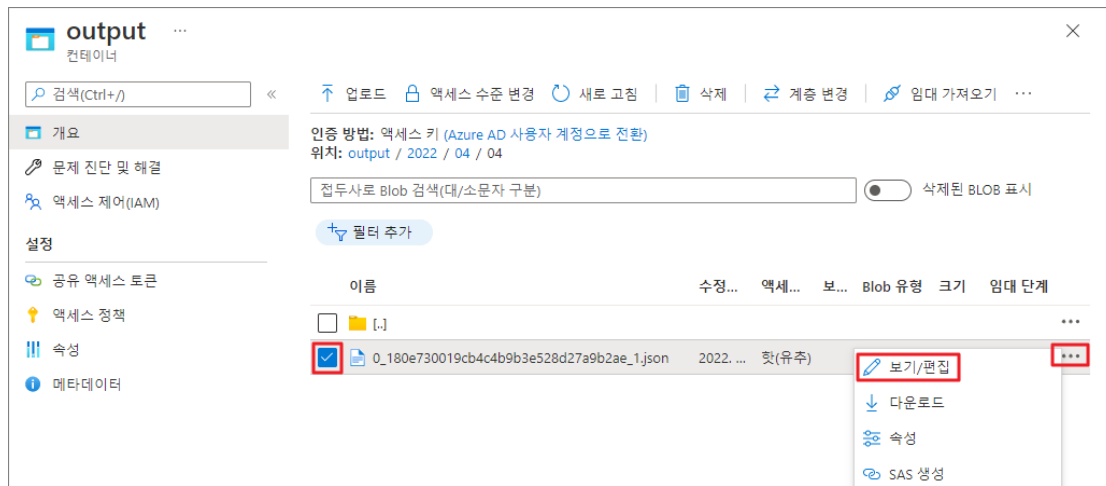 output ...
컨테이너
검색(Ctrl+/)
개요
문제 진단 및 해결
액세스 제어(IAM)
설정
공유 액세스 토큰
액세스 정책
속성
메타데이터
업로드 액세스 수준 변경 새로 고침 삭제 계층 변경 임대 가져오기 ...
인증 방법: 액세스 키 (Azure AD 사용자 계정으로 전환)
위치: output / 2022 / 04 / 04
접두사로 Blob 검색(대/소문자 구분)
삭제된 BLOB 표시
필터 추가
이름 수정... 액세... 보... Blob 유형 크기 임대 단계
[..]
0_180e730019cb4c4b9b3e528d27a9b2ae_1.json 2022. ... 핫(유추)
보기/편집
다운로드
속성
SAS 생성